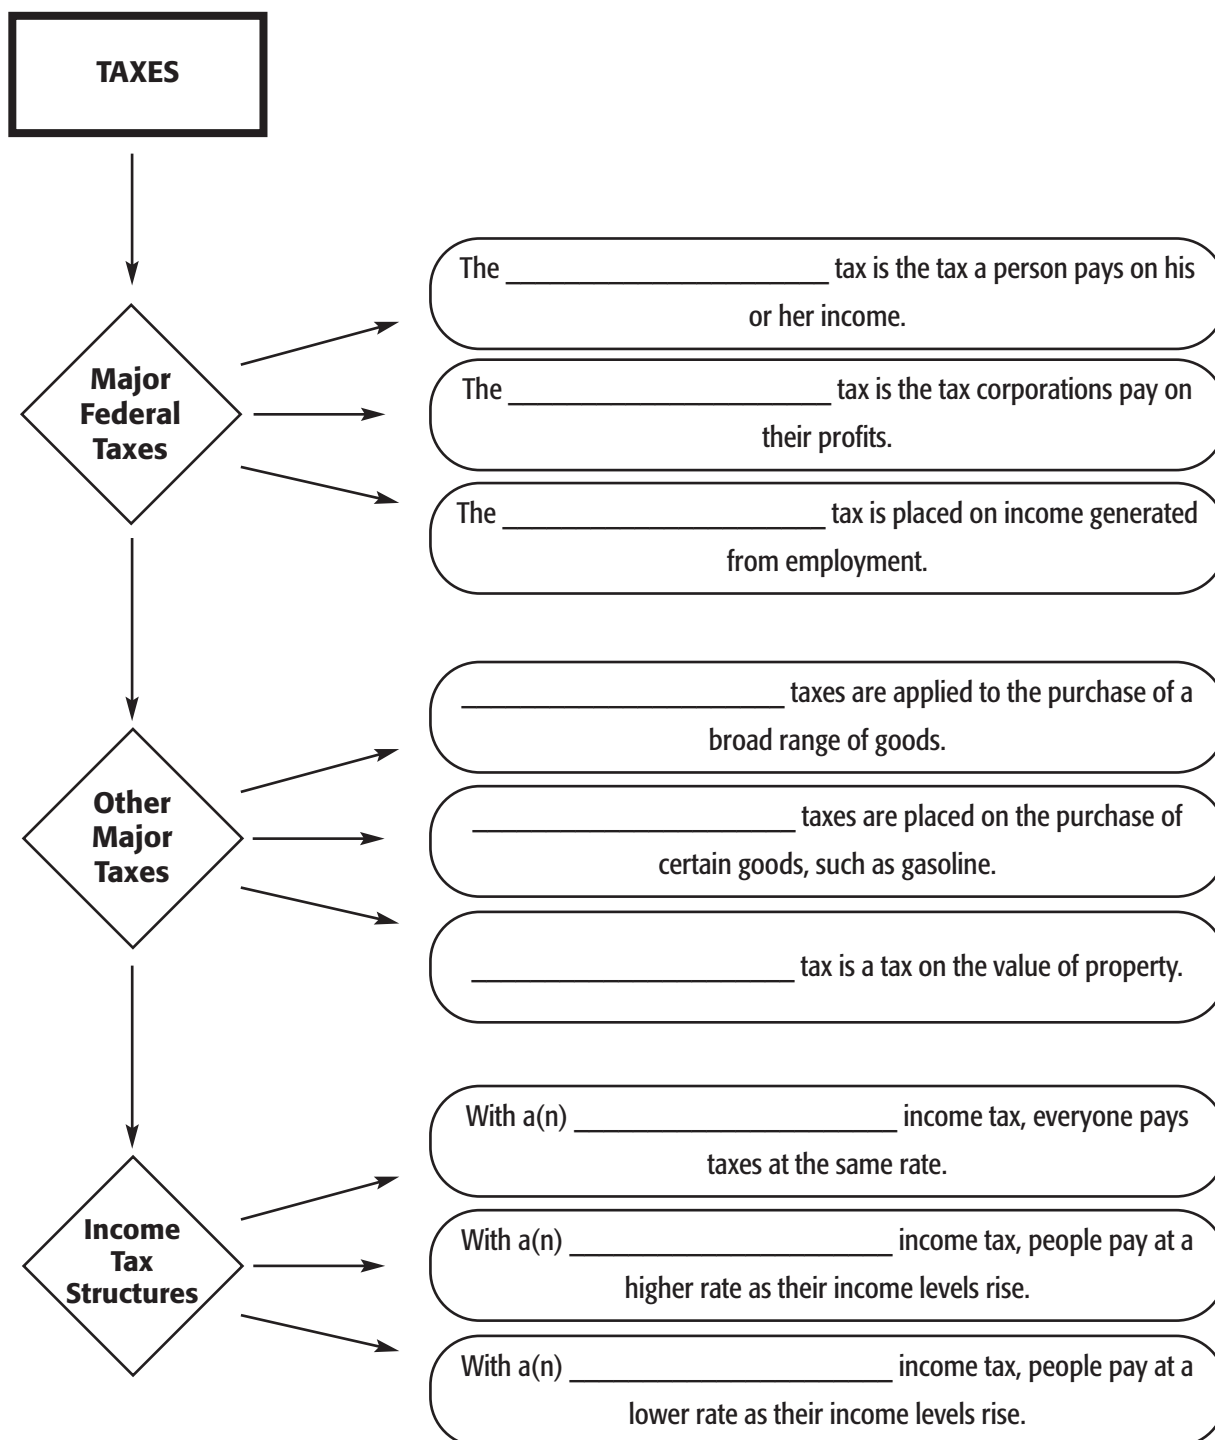 TAXES
Major
Federal
Taxes
The ______________________ tax is the tax a person pays on his
or her income.
The ______________________ tax is the tax corporations pay on
their profits.
The ______________________ tax is placed on income generated
from employment.
Other
Major
Taxes
______________________ taxes are applied to the purchase of a
broad range of goods.
______________________ taxes are placed on the purchase of
certain goods, such as gasoline.
______________________ tax is a tax on the value of property.
Income
Tax
Structures
With a(n) ______________________ income tax, everyone pays
taxes at the same rate.
With a(n) ______________________ income tax, people pay at a
higher rate as their income levels rise.
With a(n) ______________________ income tax, people pay at a
lower rate as their income levels rise.